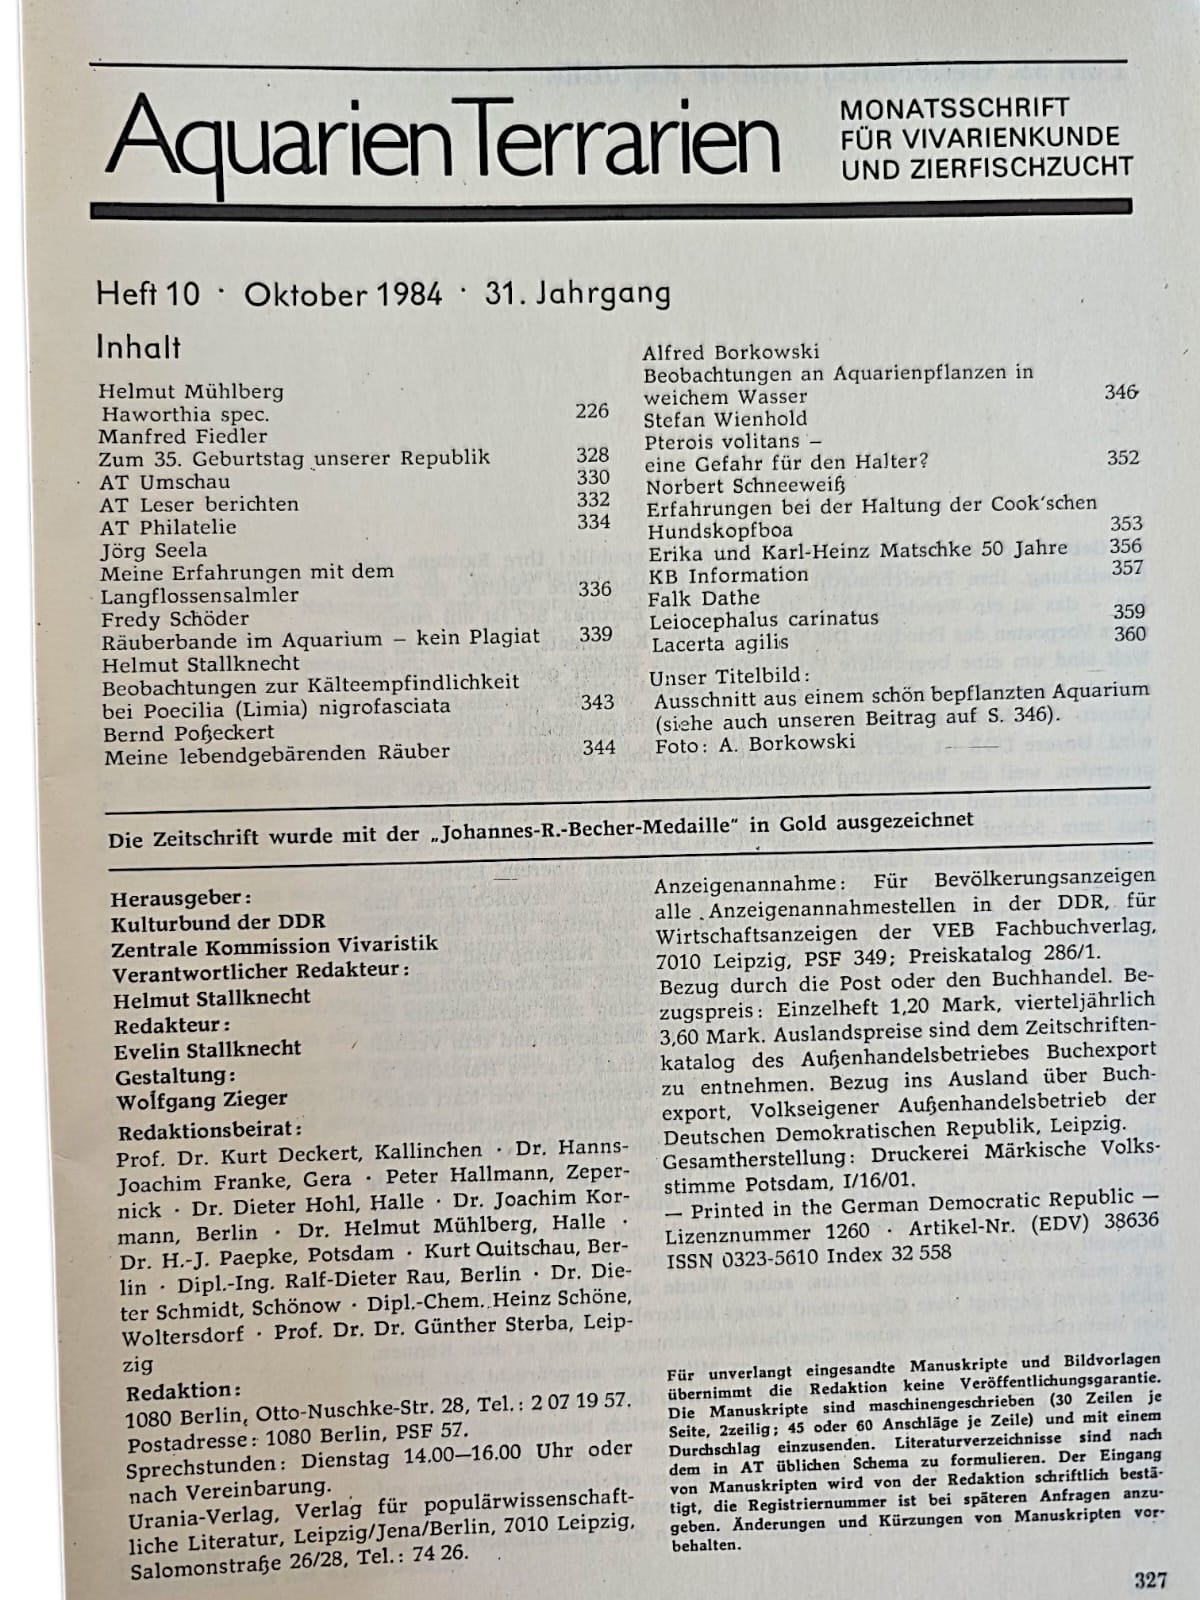 Aquarien Terrarien
MONATSSCHRIFT
FÜR VIVARIENKUNDE
UND ZIERFISCHZUCHT
Heft 10 · Oktober 1984 · 31. Jahrgang
Inhalt
Helmut Mühlberg
Haworthia spec. 226
Manfred Fiedler
Zum 35. Geburtstag unserer Republik 328
AT Umschau 330
AT Leser berichten 332
AT Philatelie 334
Jörg Seela
Meine Erfahrungen mit dem
Langflossensalmler 336
Fredy Schöder
Räuberbande im Aquarium – kein Plagiat 339
Helmut Stallknecht
Beobachtungen zur Kälteempfindlichkeit
bei Poecilia (Limia) nigrofasciata 343
Bernd Poßeckert
Meine lebendgebärenden Räuber 344
Alfred Borkowski
Beobachtungen an Aquarienpflanzen in
weichem Wasser 346
Stefan Wienhold
Pterois volitans –
eine Gefahr für den Halter? 352
Norbert Schneeweiß
Erfahrungen bei der Haltung der Cook'schen
Hundskopfboa 353
Erika und Karl-Heinz Matschke 50 Jahre 356
KB Information 357
Falk Dathe
Leiocephalus carinatus 359
Lacerta agilis 360
Unser Titelbild:
Ausschnitt aus einem schön bepflanzten Aquarium
(siehe auch unseren Beitrag auf S. 346).
Foto: A. Borkowski
Die Zeitschrift wurde mit der „Johannes-R.-Becher-Medaille“ in Gold ausgezeichnet
Herausgeber:
Kulturbund der DDR
Zentrale Kommission Vivaristik
Verantwortlicher Redakteur:
Helmut Stallknecht
Redakteur:
Evelin Stallknecht
Gestaltung:
Wolfgang Zieger
Redaktionsbeirat:
Prof. Dr. Kurt Deckert, Kallinchen · Dr. Hanns-
Joachim Franke, Gera · Peter Hallmann, Zeper-
nick · Dr. Dieter Hohl, Halle · Dr. Joachim Kor-
mann, Berlin · Dr. Helmut Mühlberg, Halle ·
Dr. H.-J. Paepke, Potsdam · Kurt Quitschau, Ber-
lin · Dipl.-Ing. Ralf-Dieter Rau, Berlin · Dr. Die-
ter Schmidt, Schönow · Dipl.-Chem. Heinz Schöne,
Woltersdorf · Prof. Dr. Dr. Günther Sterba, Leip-
zig
Redaktion:
1080 Berlin, Otto-Nuschke-Str. 28, Tel.: 2 07 19 57.
Postadresse: 1080 Berlin, PSF 57.
Sprechstunden: Dienstag 14.00–16.00 Uhr oder
nach Vereinbarung.
Urania-Verlag, Verlag für populärwissenschaft-
liche Literatur, Leipzig/Jena/Berlin, 7010 Leipzig,
Salomonstraße 26/28, Tel.: 74 26.
Anzeigenannahme: Für Bevölkerungsanzeigen
alle Anzeigenannahmestellen in der DDR, für
Wirtschaftsanzeigen der VEB Fachbuchverlag,
7010 Leipzig, PSF 349; Preiskatalog 286/1.
Bezug durch die Post oder den Buchhandel. Be-
zugspreis: Einzelheft 1,20 Mark, vierteljährlich
3,60 Mark. Auslandspreise sind dem Zeitschriften-
katalog des Außenhandelsbetriebes Buchexport
zu entnehmen. Bezug ins Ausland über Buch-
export, Volkseigener Außenhandelsbetrieb der
Deutschen Demokratischen Republik, Leipzig.
Gesamtherstellung: Druckerei Märkische Volks-
stimme Potsdam, I/16/01.
— Printed in the German Democratic Republic —
Lizenznummer 1260 · Artikel-Nr. (EDV) 38636
ISSN 0323-5610 Index 32 558
Für unverlangt eingesandte Manuskripte und Bildvorlagen
übernimmt die Redaktion keine Veröffentlichungsgarantie.
Die Manuskripte sind maschinengeschrieben (30 Zeilen je
Seite, 2zeilig; 45 oder 60 Anschläge je Zeile) und mit einem
Durchschlag einzusenden. Literaturverzeichnisse sind nach
dem in AT üblichen Schema zu formulieren. Der Eingang
von Manuskripten wird von der Redaktion schriftlich bestä-
tigt, die Registriernummer ist bei späteren Anfragen anzu-
geben. Änderungen und Kürzungen von Manuskripten vor-
behalten.
327